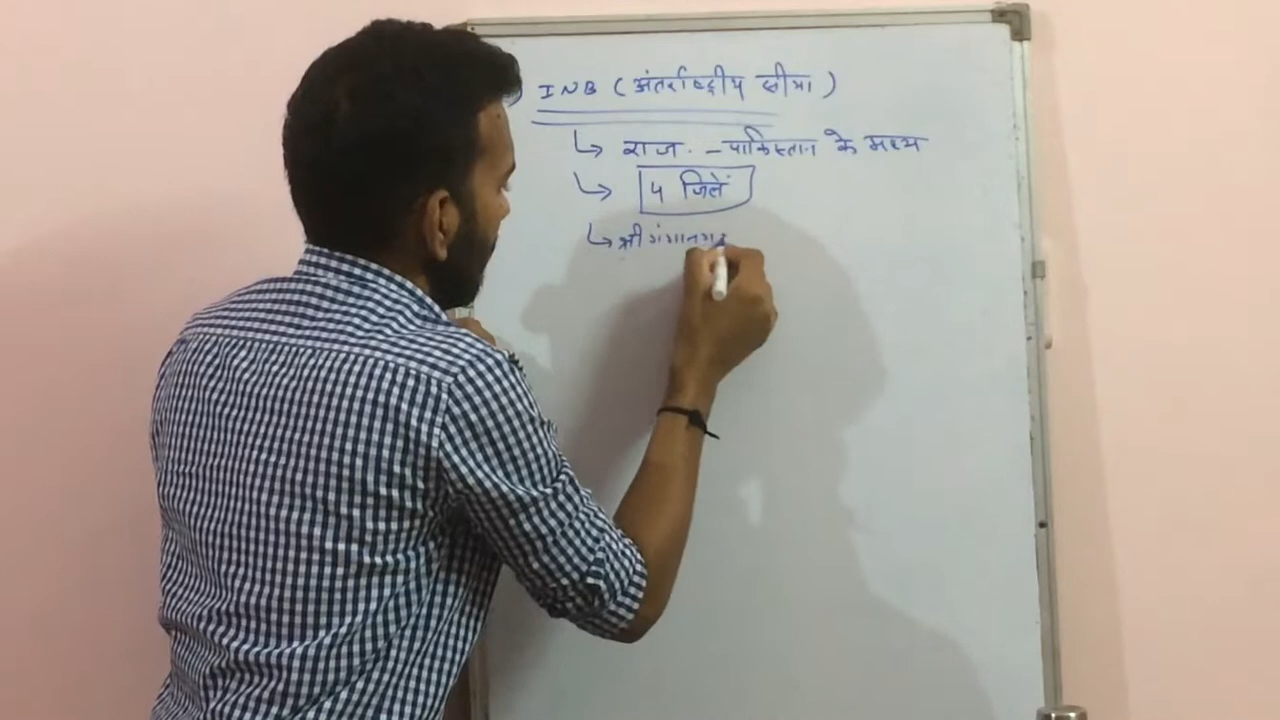 INB (अंतर्राष्ट्रीय सीमा)
↳ राज. - पाकिस्तान के मध्य
↳ 4 जिलें
↳ श्री गंगानगर